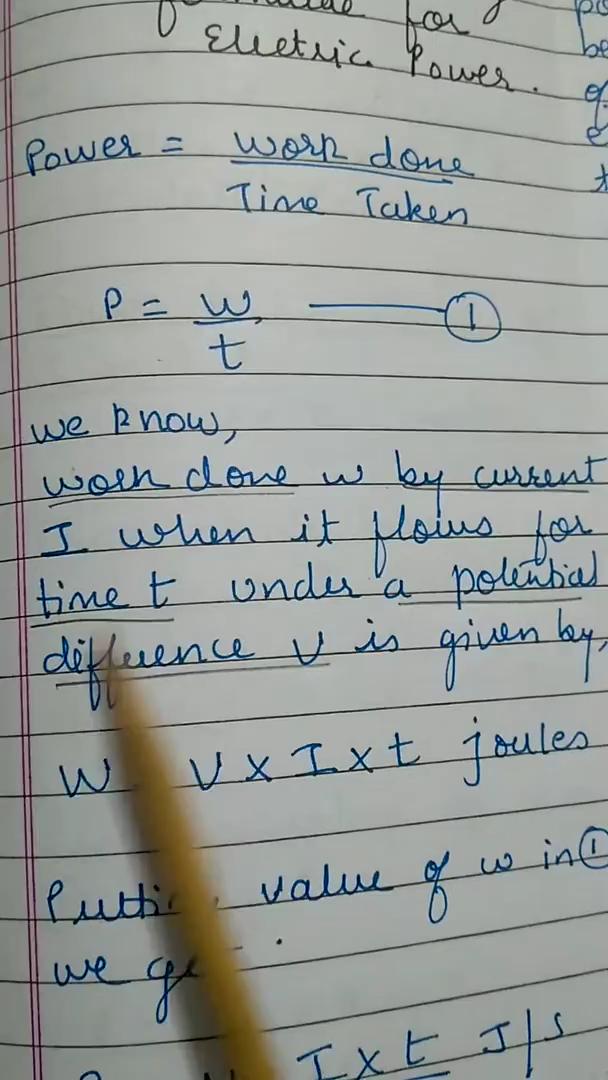 for
Electric Power.
Power = work done
Time Taken
P = W
t
1
we know,
work done w by current
I when it flows for
time t under a potential
difference V is given by,
W V x I x t joules
value of w in 1
we
I x t J/s